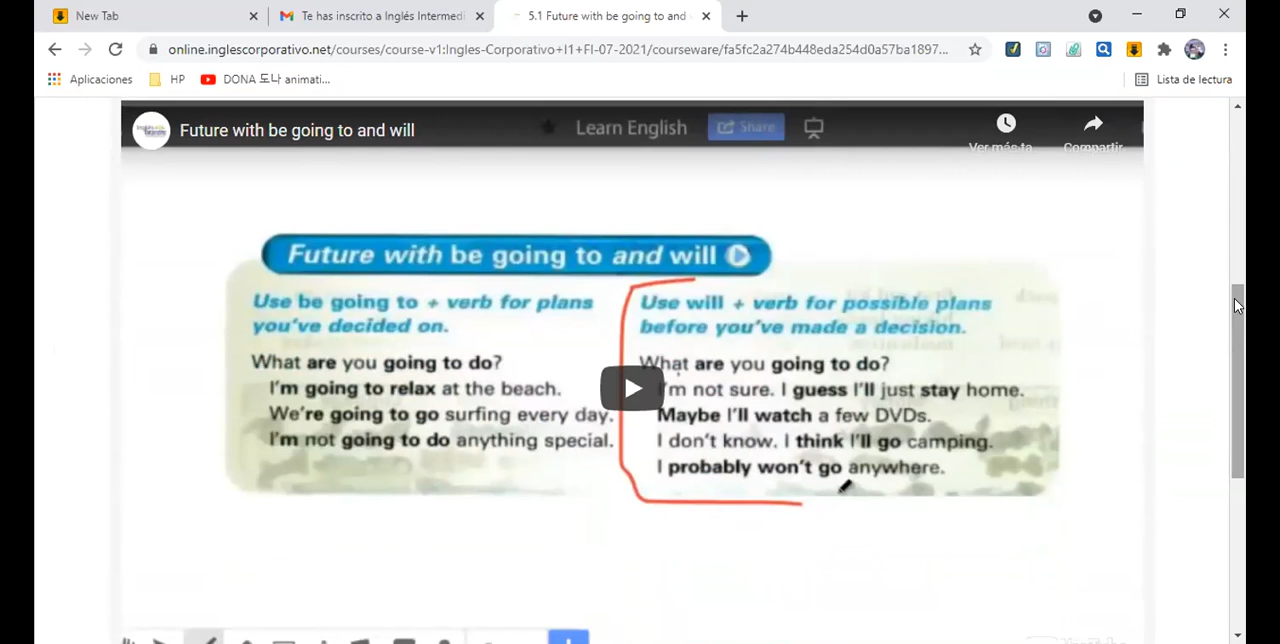 New Tab
Te has inscrito a Inglés Intermedi
5.1 Future with be going to and
online.inglescorporativo.net/courses/course-v1:Ingles-Corporativo+I1+FI-07-2021/courseware/fa5fc2a274b448eda254d0a57ba1897...
Aplicaciones
HP
DONA 도나 animati...
Lista de lectura
Future with be going to and will
Learn English
Share
Ver más ta
Compartir
Future with be going to and will
Use be going to + verb for plans
you've decided on.
What are you going to do?
I'm going to relax at the beach.
We're going to go surfing every day.
I'm not going to do anything special.
Use will + verb for possible plans
before you've made a decision.
What are you going to do?
I'm not sure. I guess I'll just stay home.
Maybe I'll watch a few DVDs.
I don't know. I think I'll go camping.
I probably won't go anywhere.